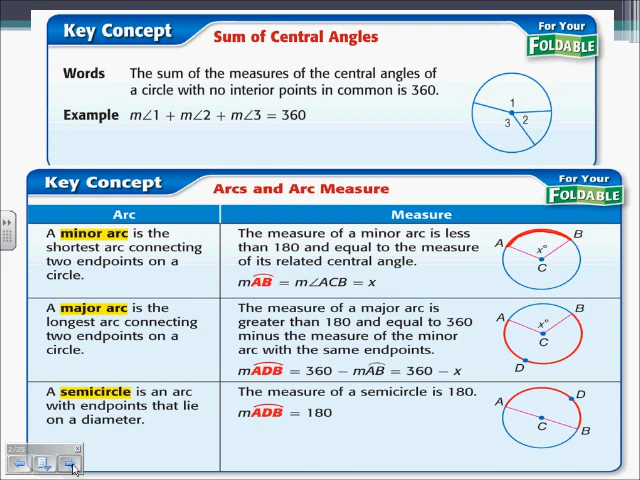 Key Concept
Sum of Central Angles
For Your
FOLDABLE
Words The sum of the measures of the central angles of
a circle with no interior points in common is 360.
Example m∠1 + m∠2 + m∠3 = 360
1
3 2
Key Concept
Arcs and Arc Measure
For Your
FOLDABLE
Arc Measure
A minor arc is the
shortest arc connecting
two endpoints on a
circle.
The measure of a minor arc is less
than 180 and equal to the measure
of its related central angle.
mAB = m∠ACB = x
A B
x°
C
A major arc is the
longest arc connecting
two endpoints on a
circle.
The measure of a major arc is
greater than 180 and equal to 360
minus the measure of the minor
arc with the same endpoints.
mADB = 360 − mAB = 360 − x
A B
x°
C
D
A semicircle is an arc
with endpoints that lie
on a diameter.
The measure of a semicircle is 180.
mADB = 180
A D
C
B
2/25